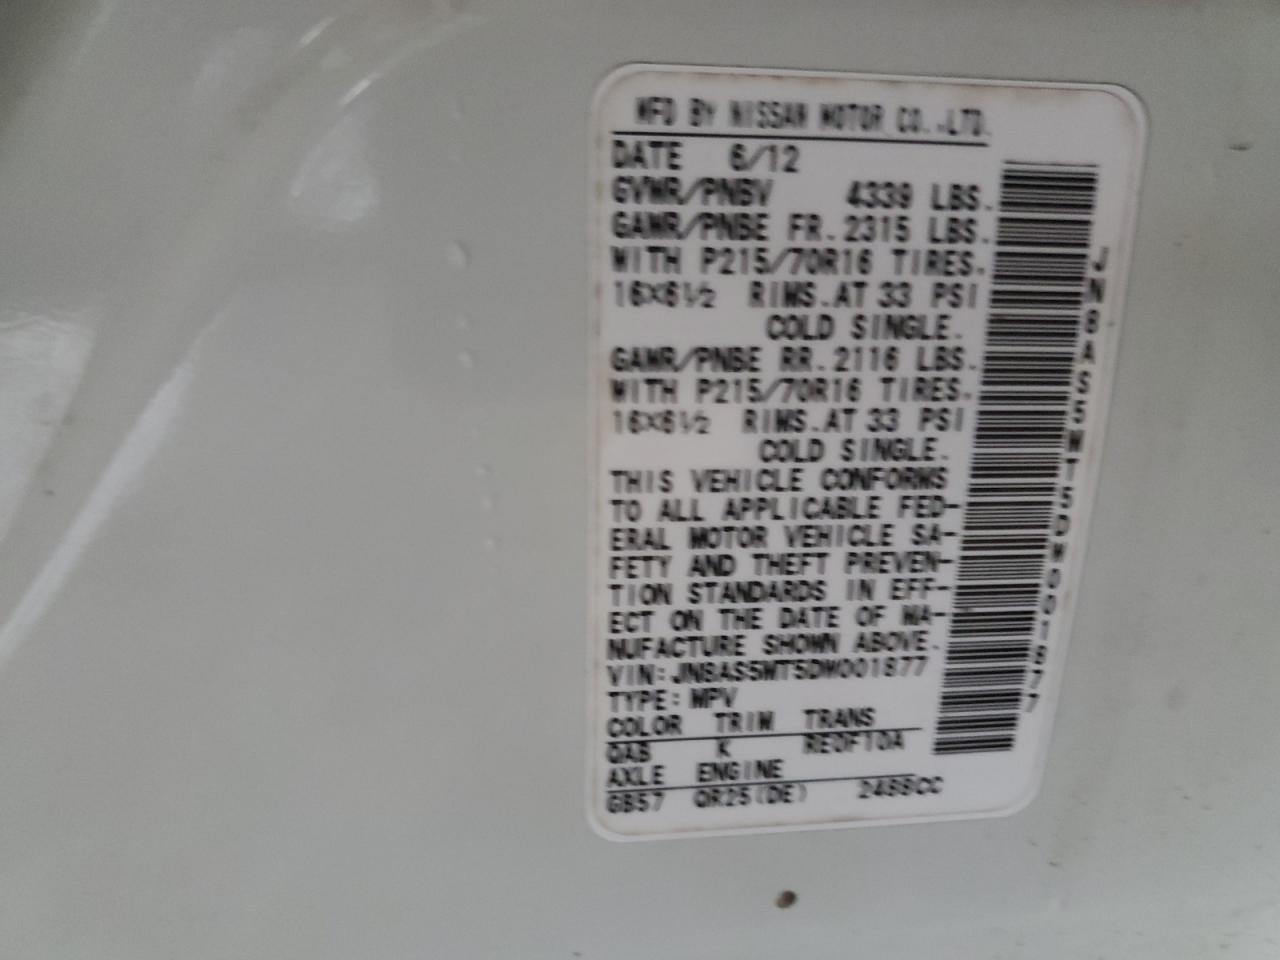 MFD BY NISSAN MOTOR CO.,LTD.
DATE 6/12
GVWR/PNBV 4339 LBS.
GAWR/PNBE FR. 2315 LBS.
WITH P215/70R16 TIRES,
16X6½ RIMS.AT 33 PSI
COLD SINGLE.
GAWR/PNBE RR. 2116 LBS.
WITH P215/70R16 TIRES.
16X6½ RIMS.AT 33 PSI
COLD SINGLE.
THIS VEHICLE CONFORMS
TO ALL APPLICABLE FED-
ERAL MOTOR VEHICLE SA-
FETY AND THEFT PREVEN-
TION STANDARDS IN EFF-
ECT ON THE DATE OF MA-
NUFACTURE SHOWN ABOVE.
VIN: JN8AS5MT5DW001877
TYPE: MPV
COLOR TRIM TRANS
QAB K RE0F10A
AXLE ENGINE
GB57 QR25(DE) 2488CC
JN8AS5MT5DW001877